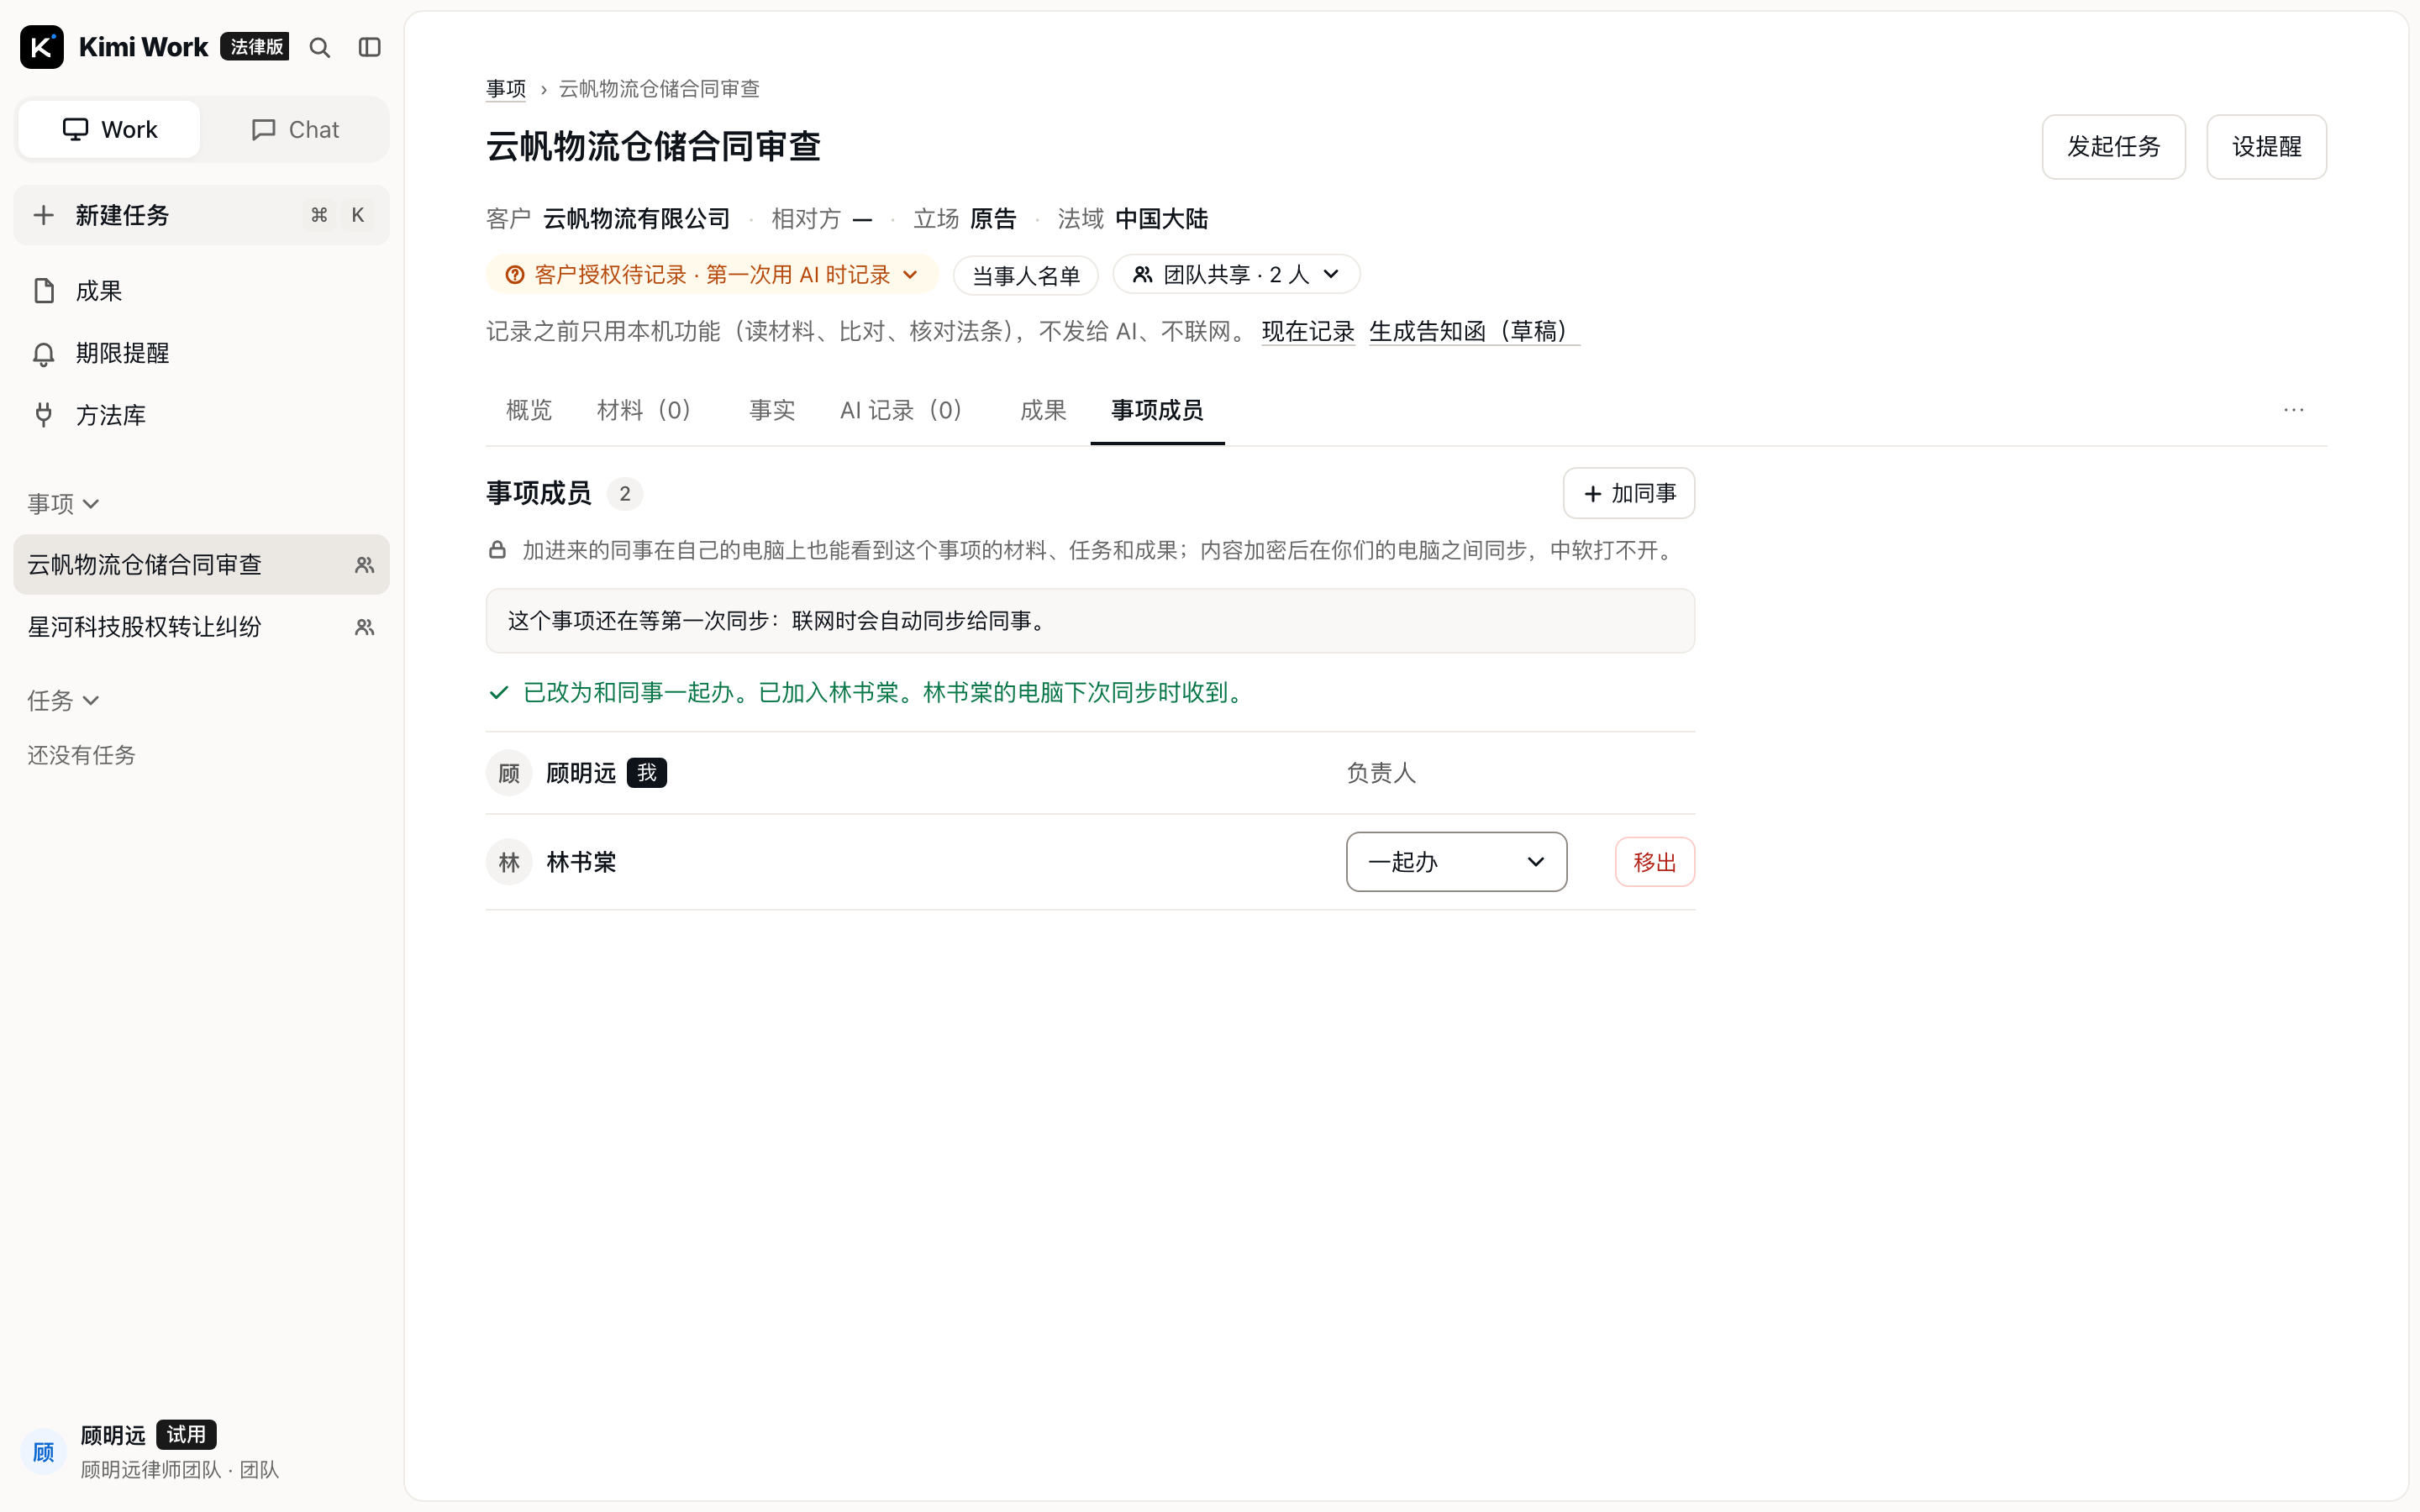 Kimi Work 法律版
Work
Chat
新建任务 ⌘ K
成果
期限提醒
方法库
事项
云帆物流仓储合同审查
星河科技股权转让纠纷
任务
还没有任务
顾 顾明远 试用
顾明远律师团队 · 团队
事项 › 云帆物流仓储合同审查
云帆物流仓储合同审查
发起任务
设提醒
客户 云帆物流有限公司 · 相对方 — · 立场 原告 · 法域 中国大陆
客户授权待记录 · 第一次用 AI 时记录
当事人名单
团队共享 · 2 人
记录之前只用本机功能（读材料、比对、核对法条），不发给 AI、不联网。 现在记录 生成告知函（草稿）
概览 材料（0） 事实 AI 记录（0） 成果 事项成员 ···
事项成员 2
+ 加同事
加进来的同事在自己的电脑上也能看到这个事项的材料、任务和成果；内容加密后在你们的电脑之间同步，中软打不开。
这个事项还在等第一次同步：联网时会自动同步给同事。
已改为和同事一起办。已加入林书棠。林书棠的电脑下次同步时收到。
顾 顾明远 我 负责人
林 林书棠 一起办 移出